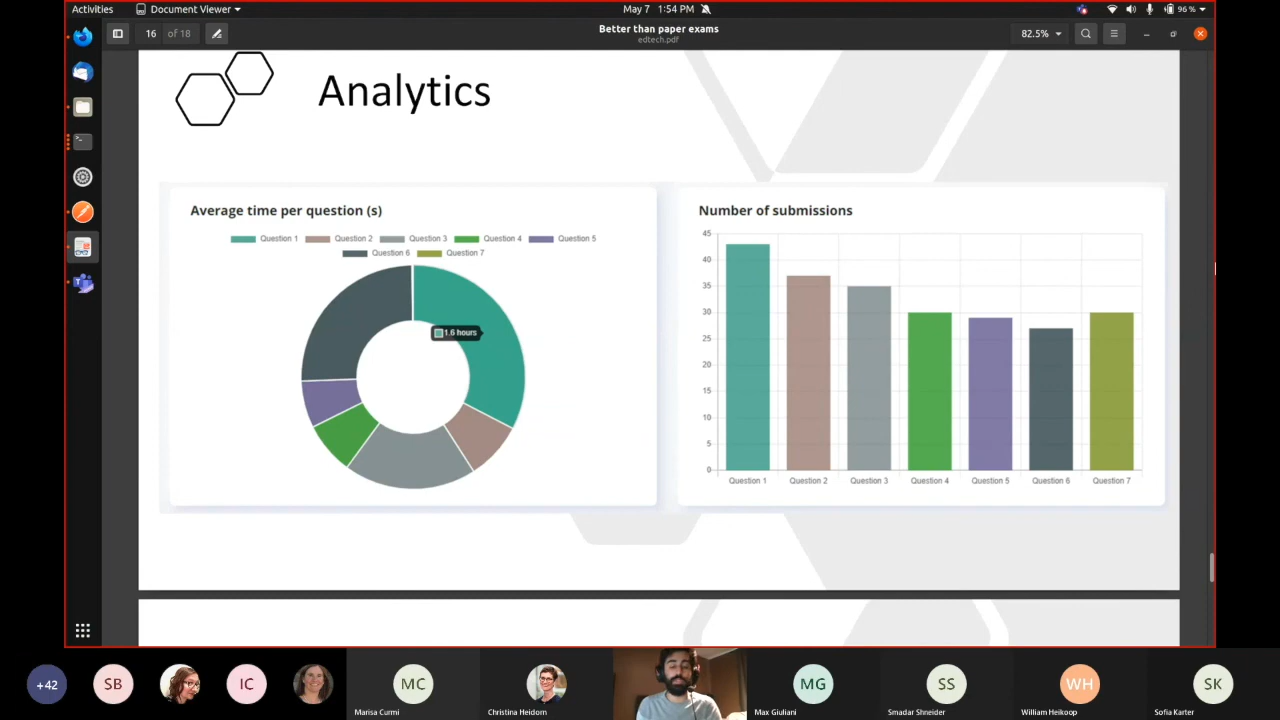 Activities
Document Viewer
May 7 1:54 PM
96 %
16 of 18
Better than paper exams
edtech.pdf
82.5%
Analytics
Average time per question (s)
Question 1 Question 2 Question 3 Question 4 Question 5
Question 6 Question 7
1.6 hours
Number of submissions
45
40
35
30
25
20
15
10
5
0
Question 1 Question 2 Question 3 Question 4 Question 5 Question 6 Question 7
+42
SB
IC
MC
MG
SS
WH
SK
Marisa Curmi
Christina Heidorn
Max Giuliani
Smadar Shneider
William Heikoop
Sofia Karter